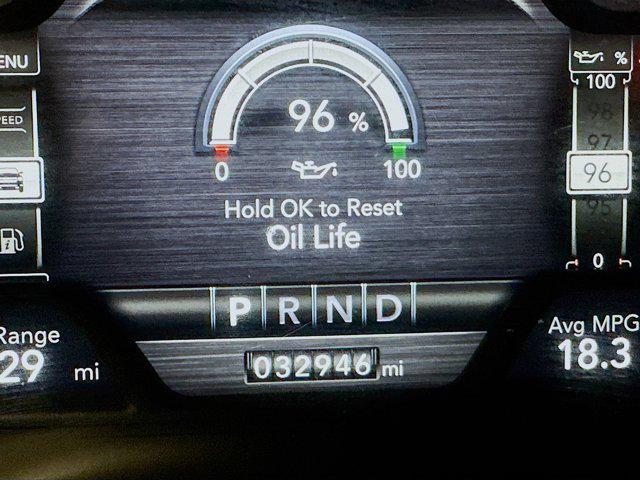 ENU
PEED
96 %
0
100
Hold OK to Reset
Oil Life
%
100
98
97
96
95
0
P R N D
Range
29 mi
032946 mi
Avg MPG
18.3